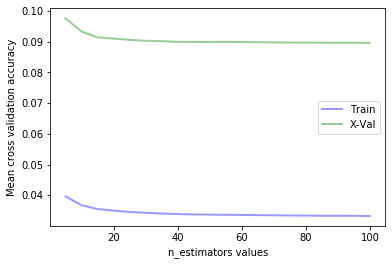 0.10
0.09
0.08
0.07
0.06
0.05
0.04
Mean cross validation accuracy
Train
X-Val
20 40 60 80 100
n_estimators values